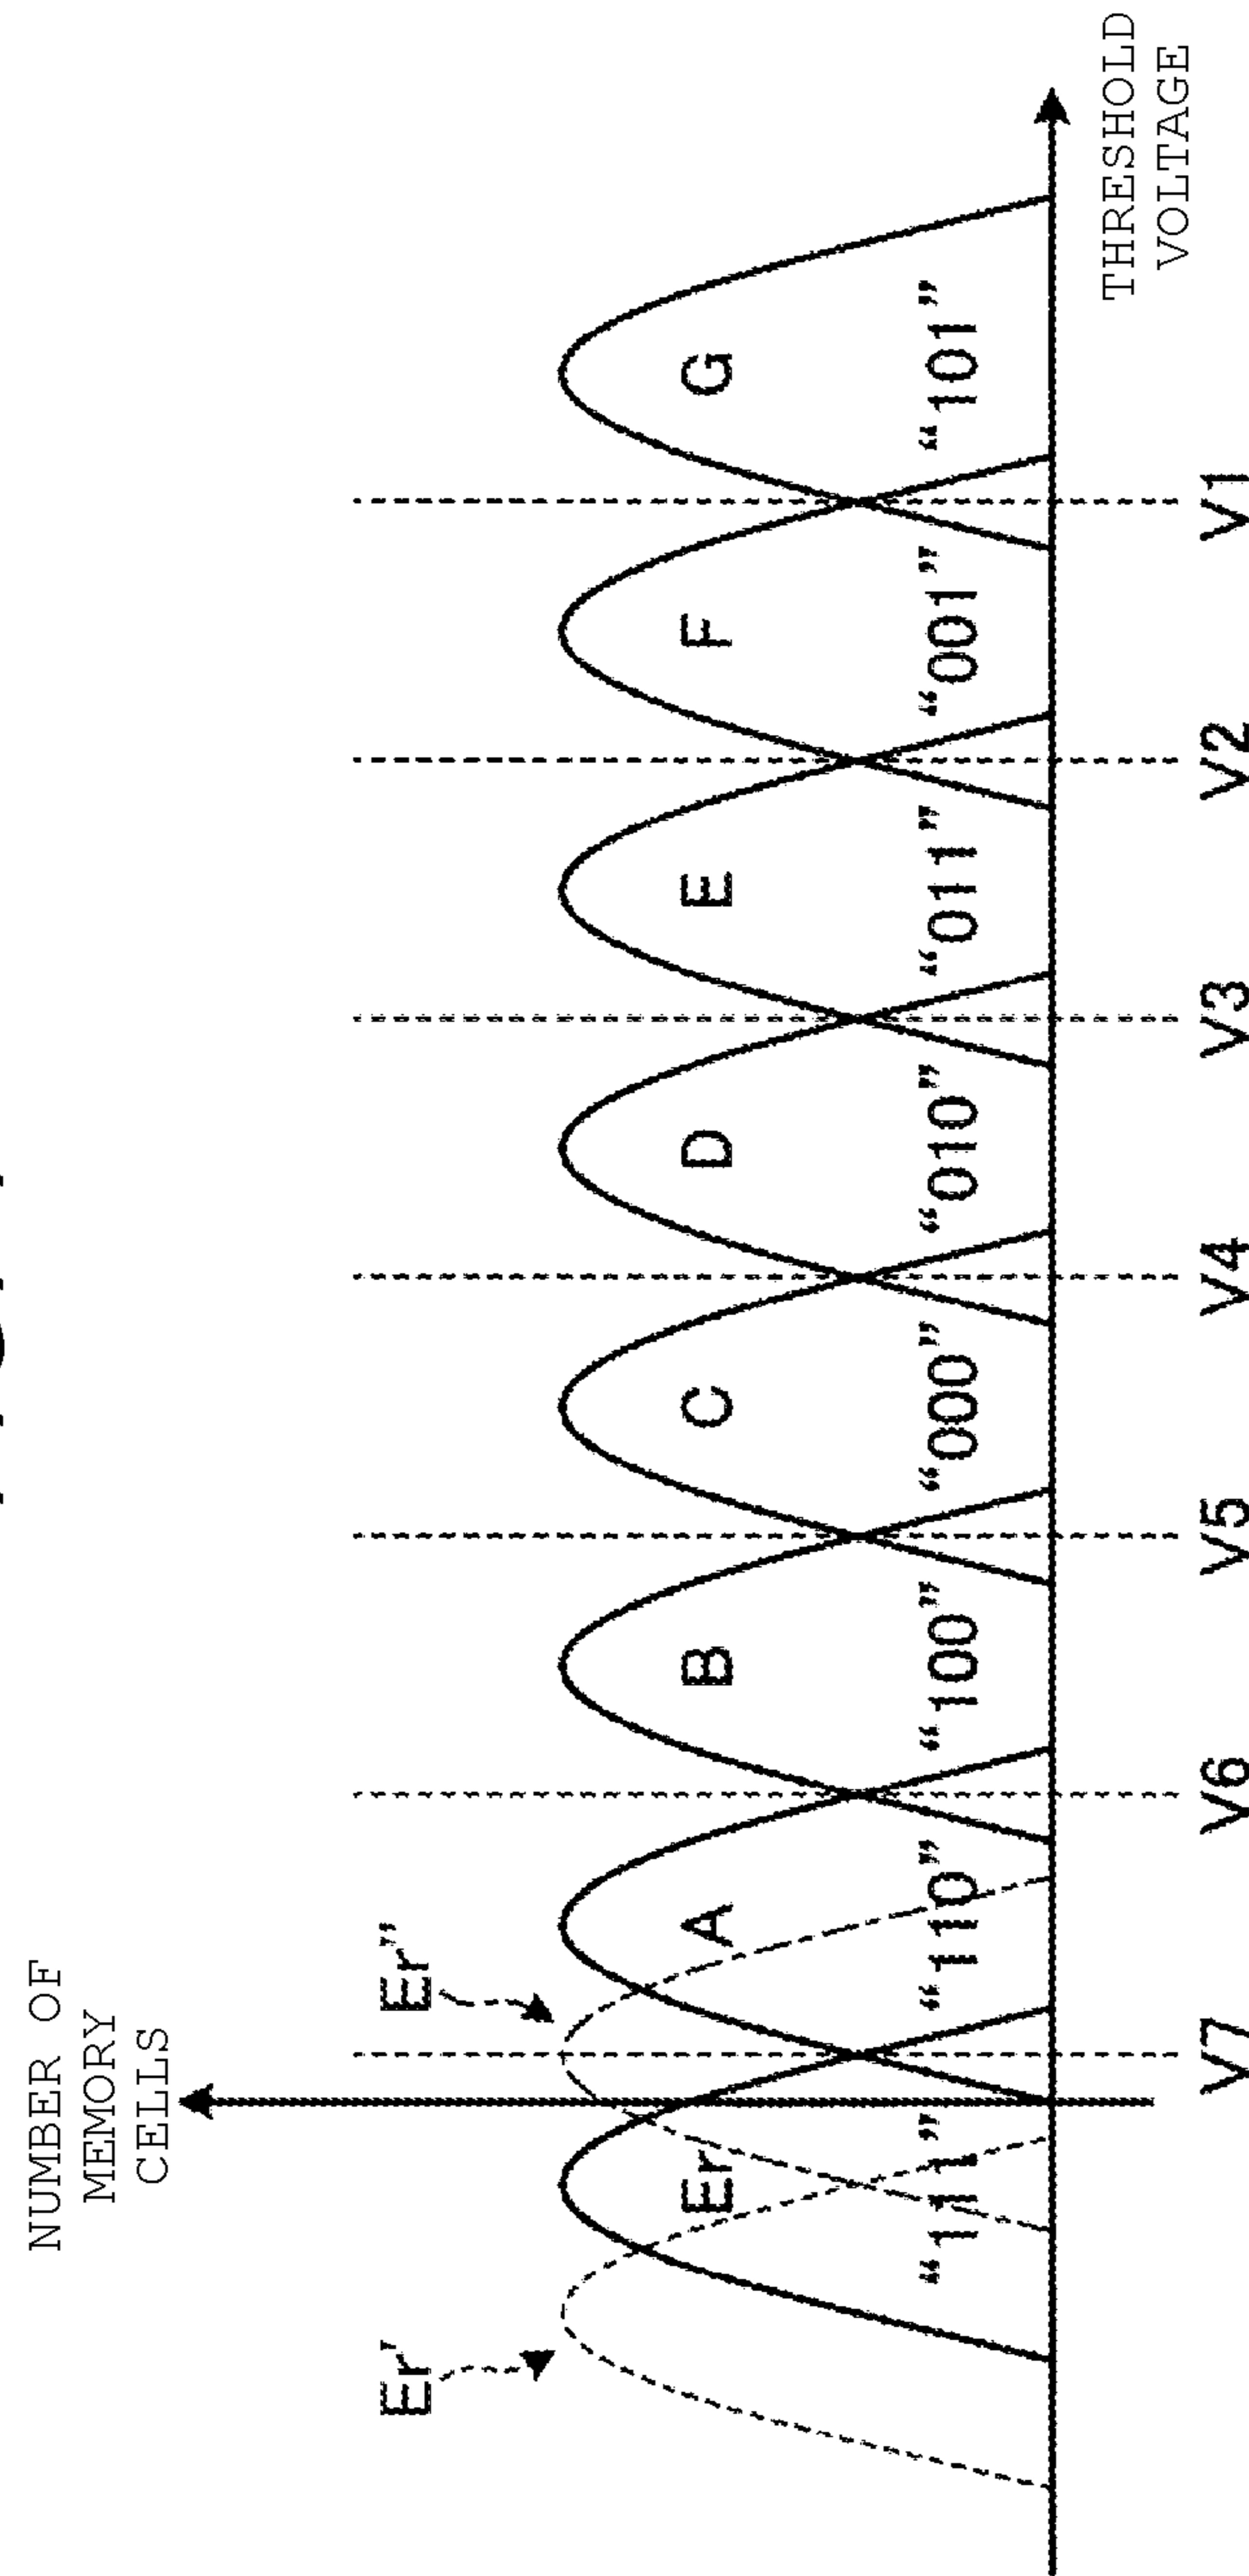 NUMBER OF
MEMORY
CELLS
Er'
Er”
Er
A
B
C
D
E
F
G
“111”
“110”
“100”
“000”
“010”
“011”
“001”
“101”
V7
V6
V5
V4
V3
V2
V1
THRESHOLD
VOLTAGE